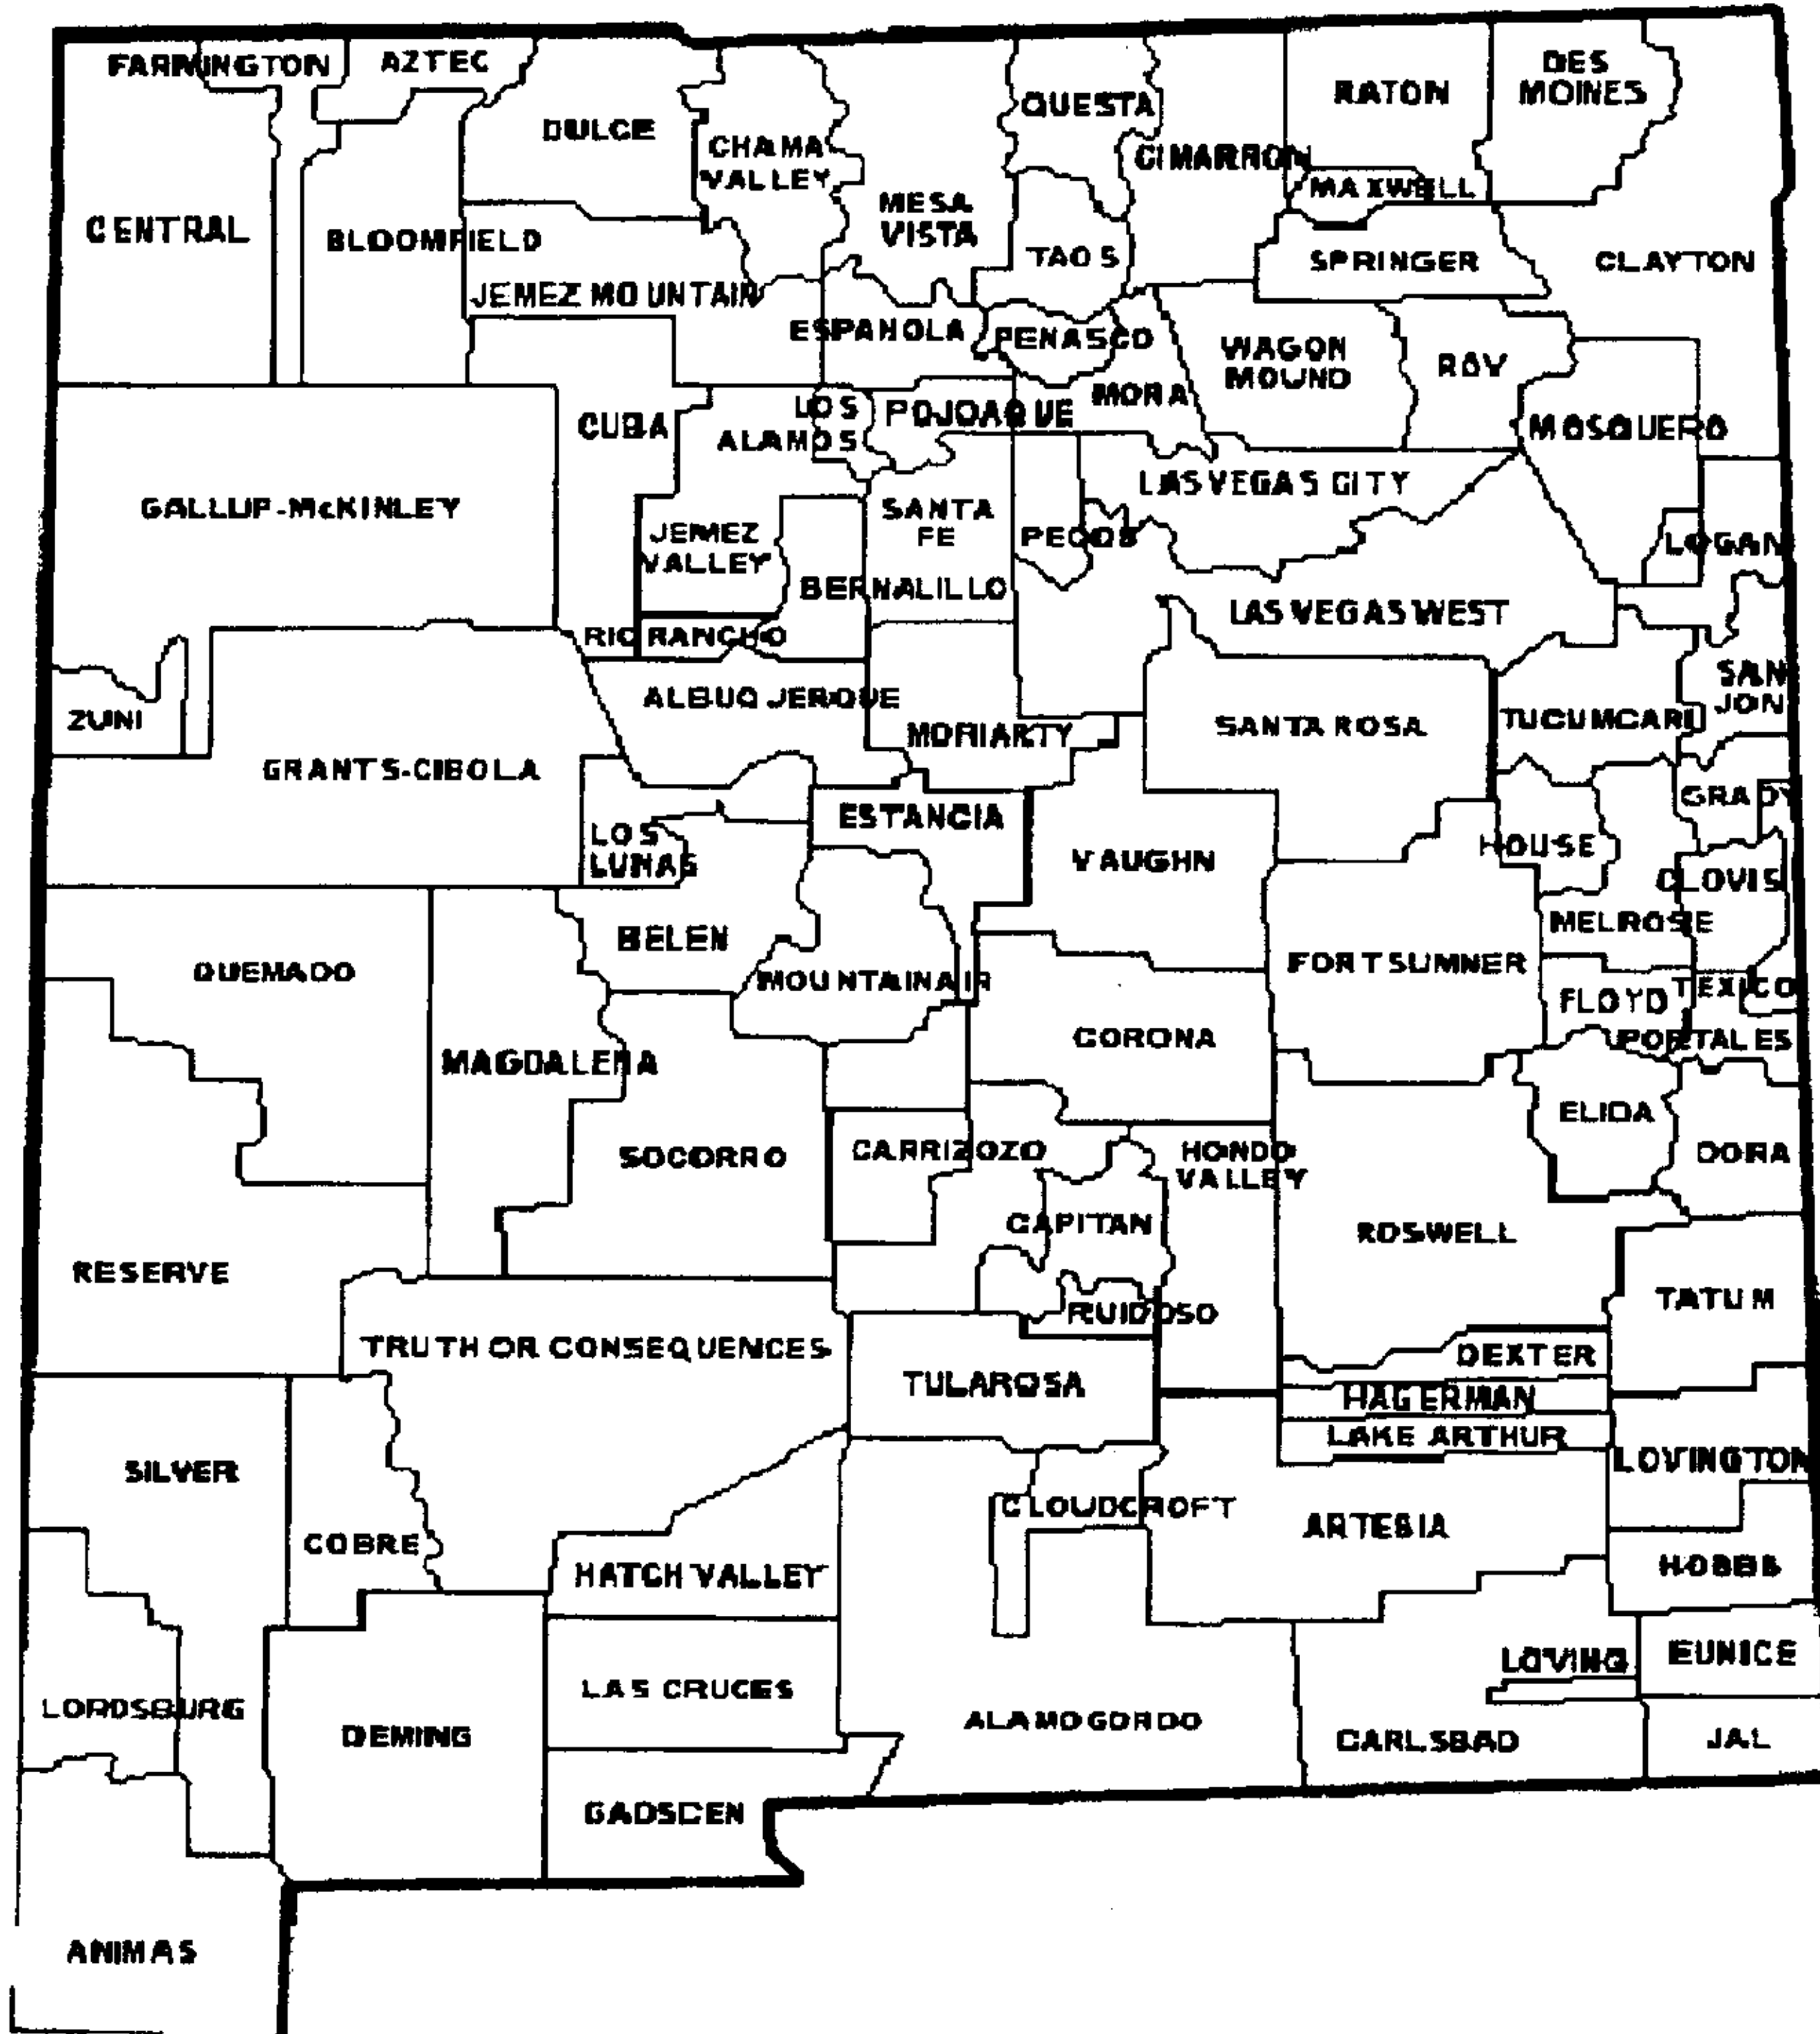 FARMINGTON
AZTEC
DES
MOINES
RATON
QUESTA
DULCE
CHAMA
VALLEY
CIMARRON
MAXWELL
MESA
VISTA
CENTRAL
BLOOMFIELD
TAOS
SPRINGER
CLAYTON
JEMEZ MOUNTAIN
ESPANOLA
PENASCO
WAGON
MOUND
ROY
MORA
LOS
ALAMOS
POJOAQUE
CUBA
MOSQUERO
LAS VEGAS CITY
GALLUP-McKINLEY
SANTA
FE
PECOS
JEMEZ
VALLEY
LOGAN
BERNALILLO
LAS VEGAS WEST
RIO RANCHO
SAN
JON
ALBUQUERQUE
ZUNI
MORIARTY
SANTA ROSA
TUCUMCARI
GRANTS-CIBOLA
GRADY
ESTANCIA
LOS
LUNAS
VAUGHN
HOUSE
CLOVIS
MELROSE
BELEN
QUEMADO
MOUNTAINAIR
FORT SUMNER
FLOYD
TEXICO
CORONA
PORTALES
MAGDALENA
ELIDA
SOCORRO
CARRIZOZO
HONDO
VALLEY
DORA
CAPITAN
ROSWELL
RESERVE
TATUM
RUIDOSO
TRUTH OR CONSEQUENCES
DEXTER
TULAROSA
HAGERMAN
LAKE ARTHUR
LOVINGTON
SILVER
CLOUDCROFT
ARTESIA
COBRE
HATCH VALLEY
HOBBS
LOVING
EUNICE
LAS CRUCES
LORDSBURG
DEMING
ALAMOGORDO
CARLSBAD
JAL
GADSDEN
ANIMAS